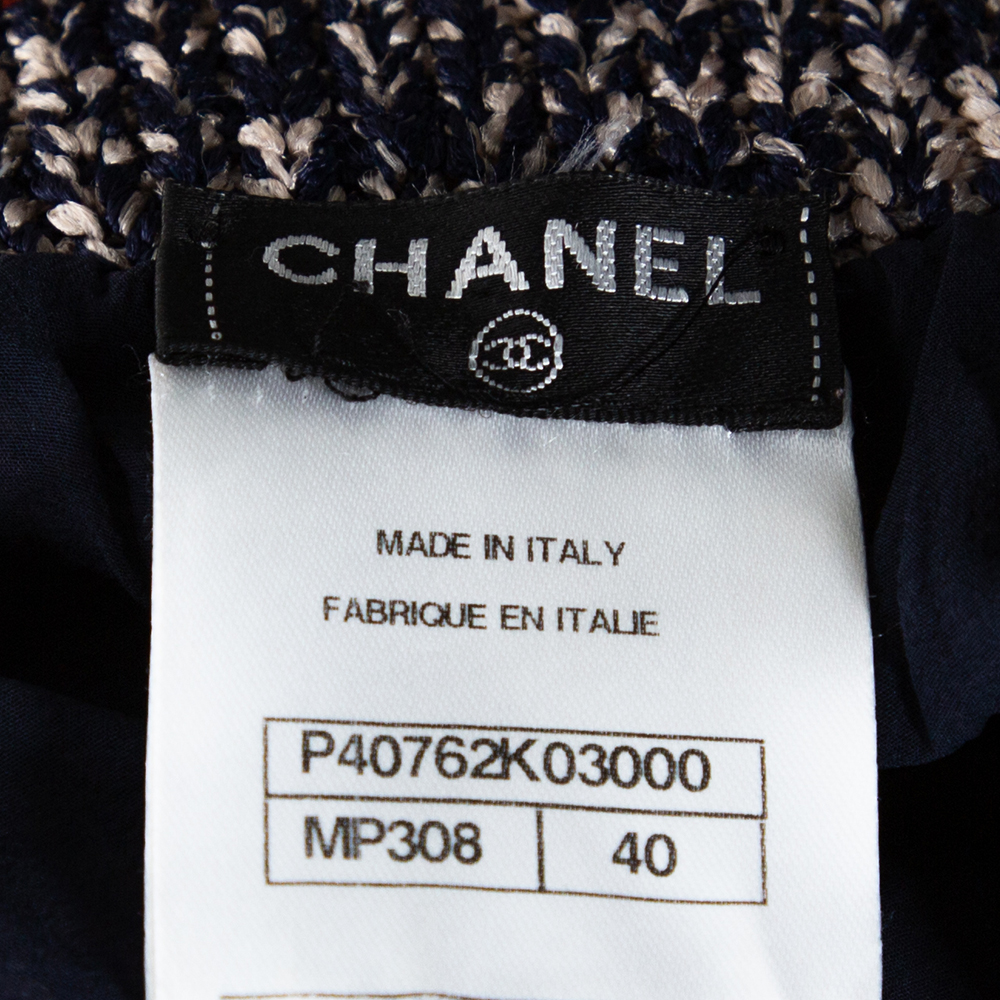 CHANEL
MADE IN ITALY
FABRIQUE EN ITALIE
P40762K03000
MP308 40